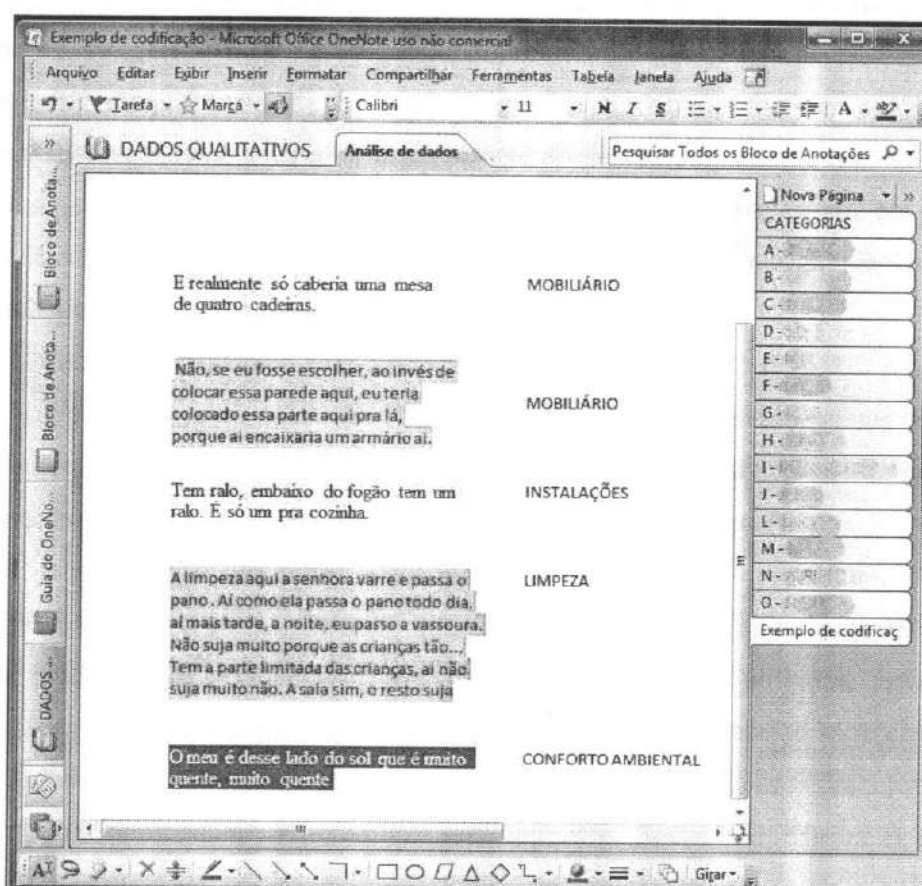 Exemplo de codificação - Microsoft Office OneNote uso não comercial
Arquivo Editar Exibir Inserir Formatar Compartilhar Ferramentas Tabela Janela Ajuda
Tarefa Marca Calibri 11 N I S A
DADOS QUALITATIVOS Análise de dados Pesquisar Todos os Bloco de Anotações
Bloco de Anota...
Bloco de Anota...
Guia do OneNo...
DADOS ...
E realmente só caberia uma mesa
de quatro cadeiras.
MOBILIÁRIO
Não, se eu fosse escolher, ao invés de
colocar essa parede aqui, eu teria
colocado essa parte aqui pra lá,
porque ai encaixaria um armário ai.
MOBILIÁRIO
Tem ralo, embaixo do fogão tem um
ralo. É só um pra cozinha.
INSTALAÇÕES
A limpeza aqui a senhora varre e passa o
pano. Aí como ela passa o pano todo dia,
aí mais tarde, a noite, eu passo a vassoura.
Não suja muito porque as crianças tão...
Tem a parte limitada das crianças, ai não
suja muito não. A sala sim, o resto suja
LIMPEZA
O meu é desse lado do sol que é muito
quente, muito quente
CONFORTO AMBIENTAL
Nova Página
CATEGORIAS
A -
B -
C -
D -
E -
F -
G -
H -
I -
J -
L -
M -
N -
O -
Exemplo de codificaç
Girar